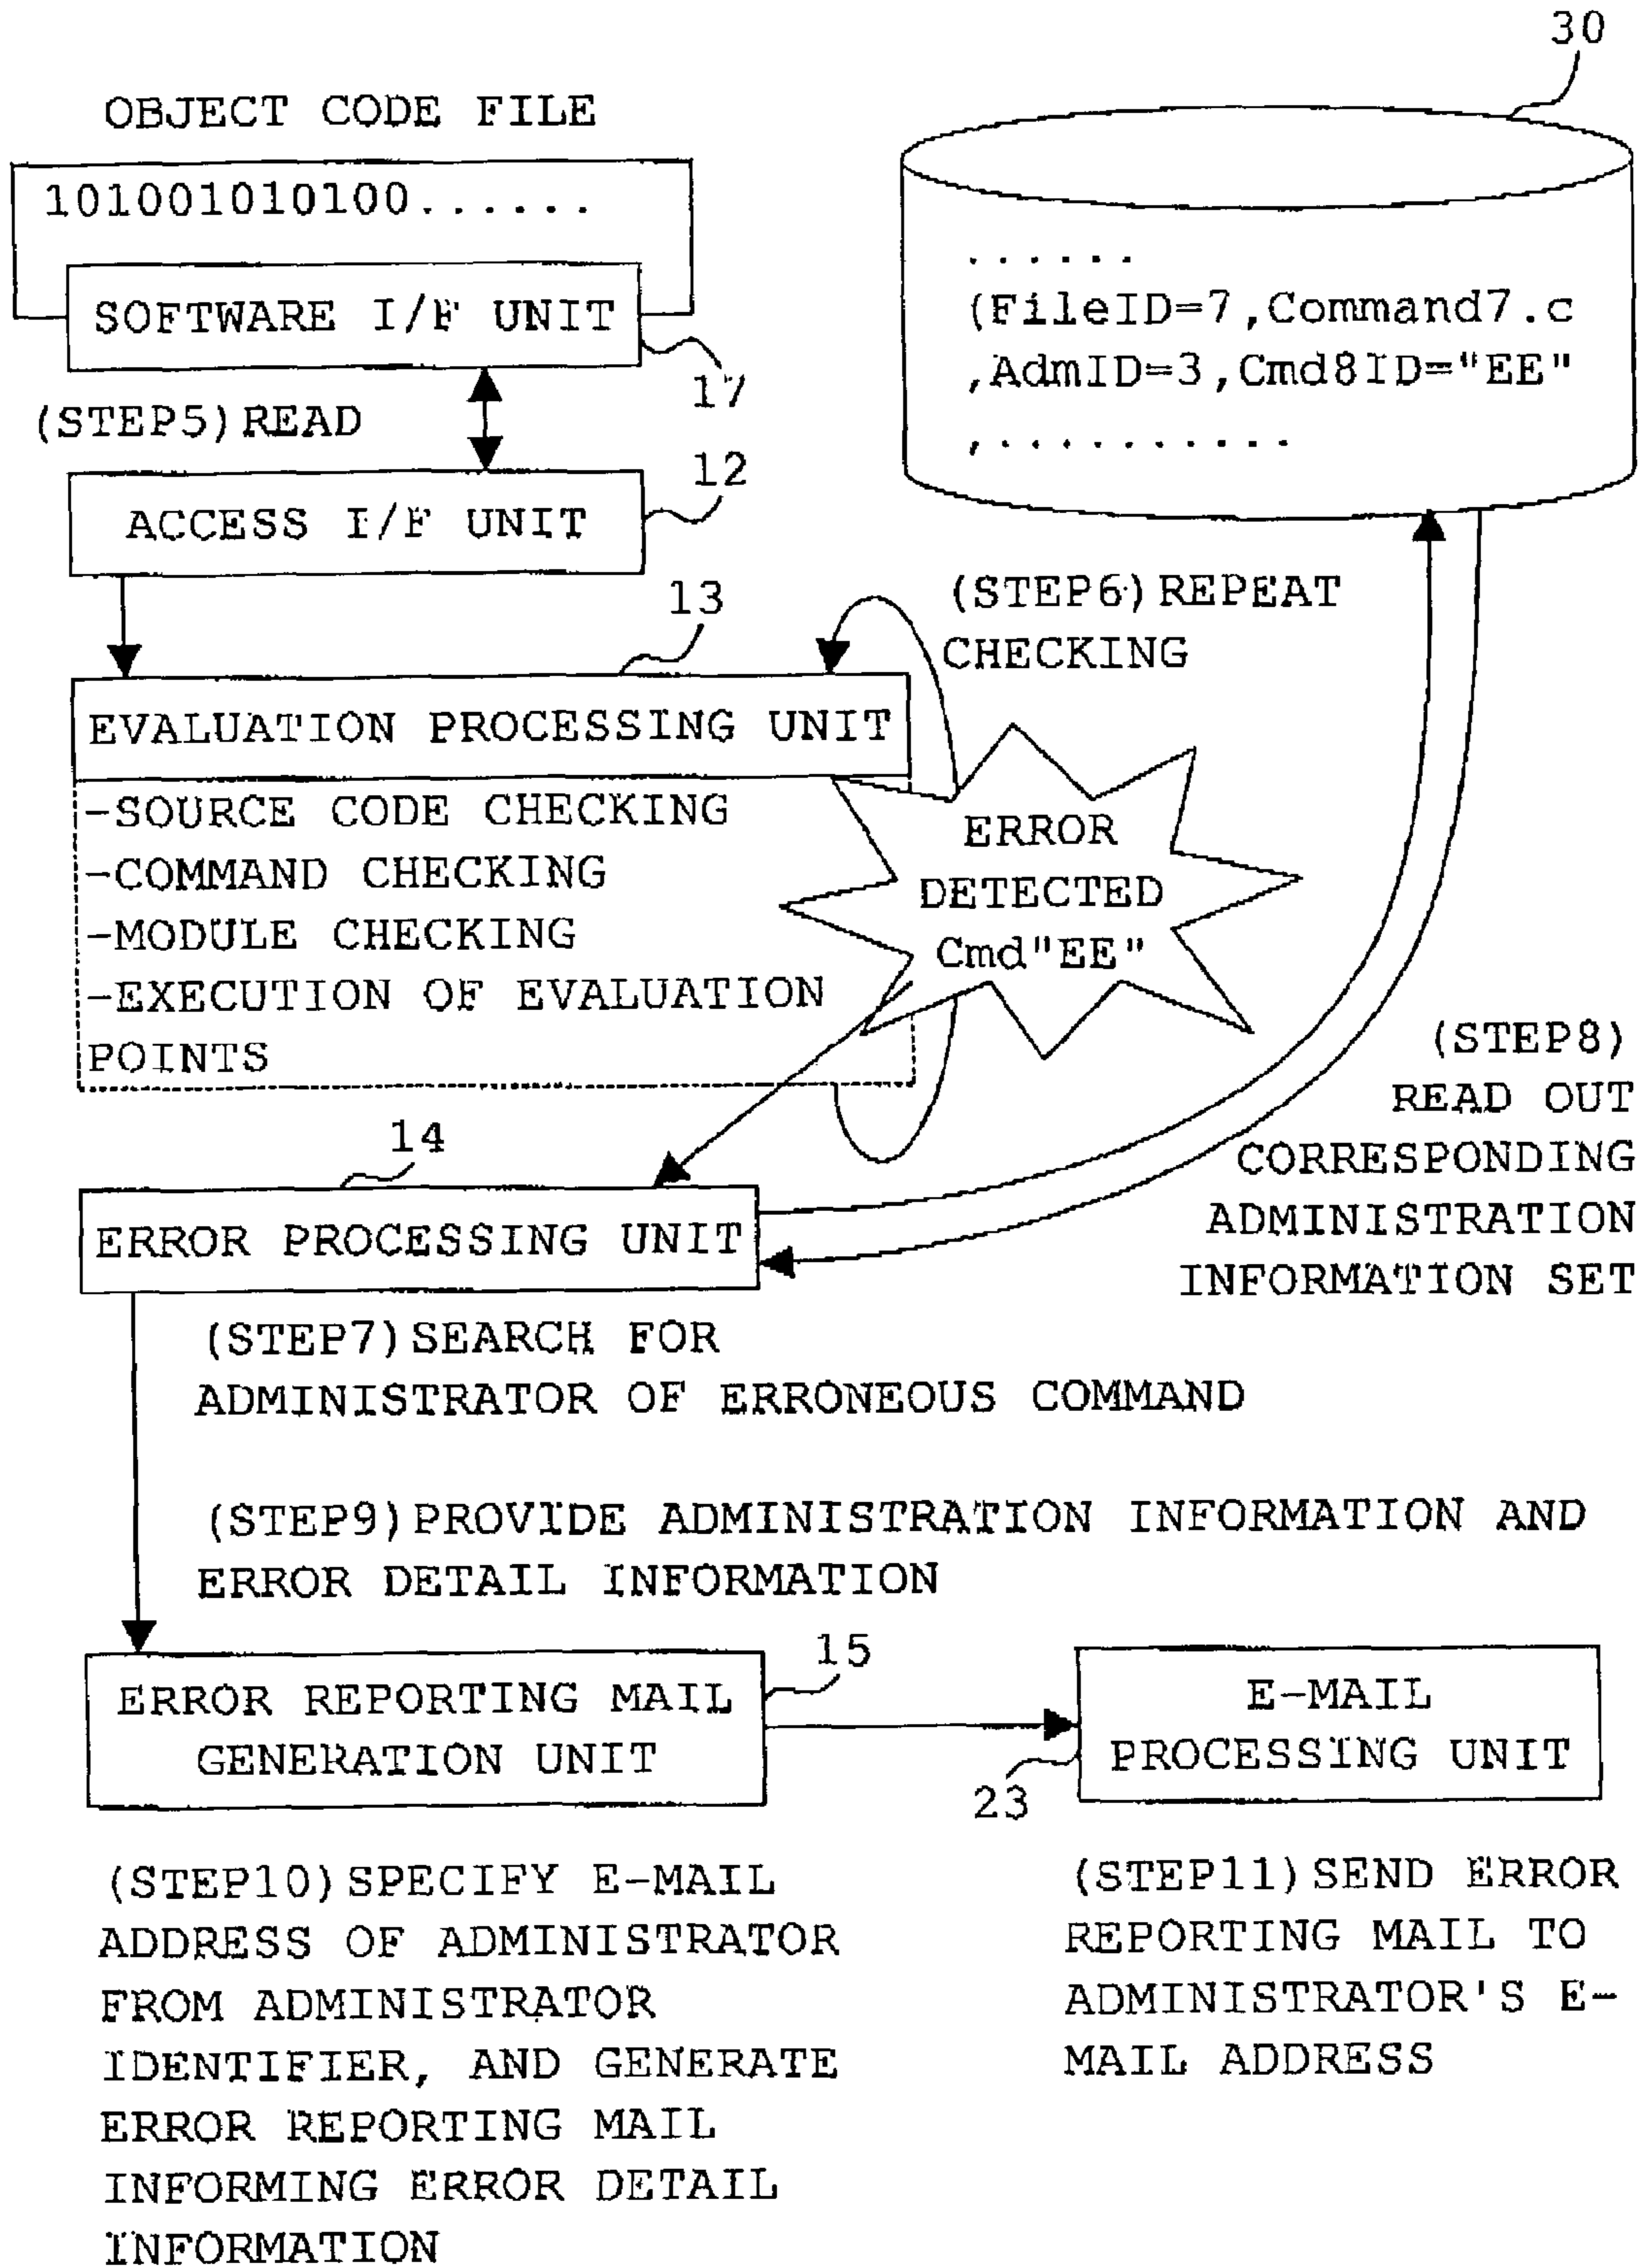 30
OBJECT CODE FILE
101001010100......
SOFTWARE I/F UNIT
17
(STEP5)READ
12
ACCESS I/F UNIT
......
(FileID=7,Command7.c
,AdmID=3,Cmd8ID="EE"
,...........
13
(STEP6)REPEAT
CHECKING
EVALUATION PROCESSING UNIT
-SOURCE CODE CHECKING
-COMMAND CHECKING
-MODULE CHECKING
-EXECUTION OF EVALUATION
POINTS
ERROR
DETECTED
Cmd"EE"
(STEP8)
READ OUT
CORRESPONDING
ADMINISTRATION
INFORMATION SET
14
ERROR PROCESSING UNIT
(STEP7)SEARCH FOR
ADMINISTRATOR OF ERRONEOUS COMMAND
(STEP9)PROVIDE ADMINISTRATION INFORMATION AND
ERROR DETAIL INFORMATION
15
ERROR REPORTING MAIL
GENERATION UNIT
E-MAIL
PROCESSING UNIT
23
(STEP10)SPECIFY E-MAIL
ADDRESS OF ADMINISTRATOR
FROM ADMINISTRATOR
IDENTIFIER, AND GENERATE
ERROR REPORTING MAIL
INFORMING ERROR DETAIL
INFORMATION
(STEP11)SEND ERROR
REPORTING MAIL TO
ADMINISTRATOR'S E-
MAIL ADDRESS